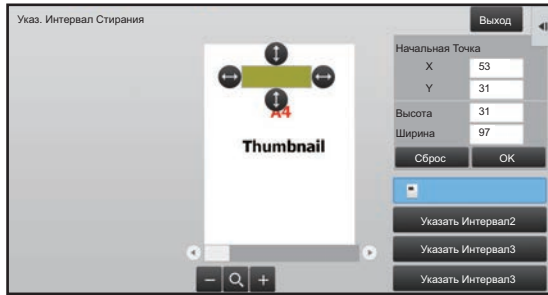 Указ. Интервал Стирания
Выход
Начальная Точка
X 53
Y 31
Высота 31
Ширина 97
Сброс OK
A4
Thumbnail
Указать Интервал2
Указать Интервал3
Указать Интервал3